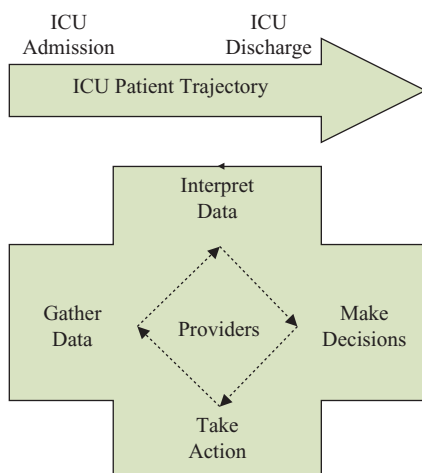 ICU
Admission
ICU
Discharge
ICU Patient Trajectory
Interpret
Data
Gather
Data
Providers
Make
Decisions
Take
Action